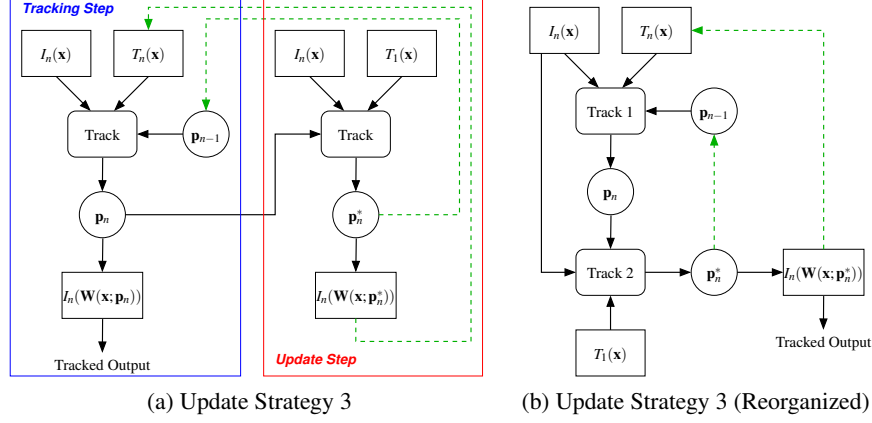 Tracking Step
I_n(x) T_n(x) I_n(x) T_1(x)
Track p_{n−1} Track
p_n p_n^*
I_n(W(x; p_n)) I_n(W(x; p_n^*))
Tracked Output
Update Step
(a) Update Strategy 3
I_n(x) T_n(x)
Track 1 p_{n−1}
p_n
Track 2 p_n^* I_n(W(x; p_n^*))
Tracked Output
T_1(x)
(b) Update Strategy 3 (Reorganized)